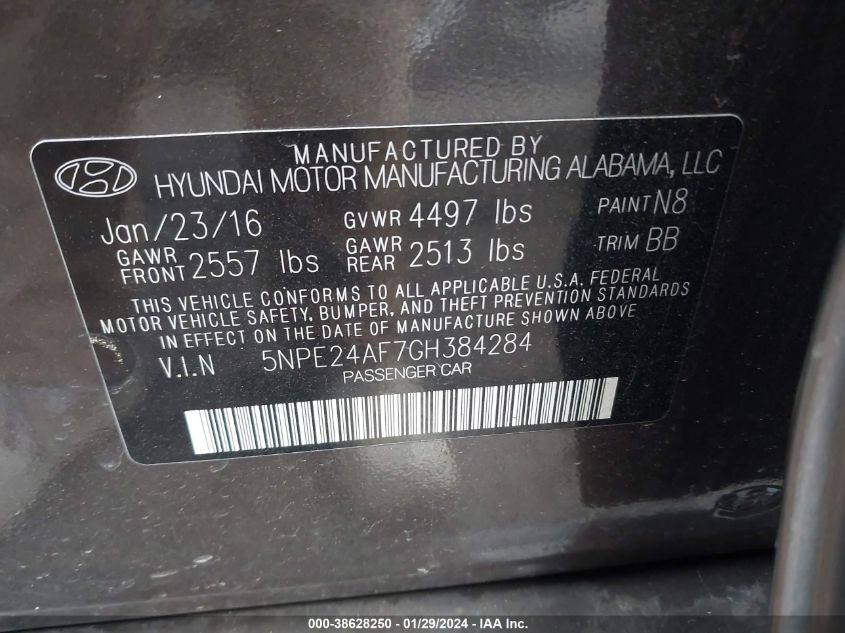 MANUFACTURED BY
HYUNDAI MOTOR MANUFACTURING ALABAMA, LLC
Jan/23/16 GVWR 4497 lbs PAINT N8
GAWR FRONT 2557 lbs GAWR REAR 2513 lbs TRIM BB
THIS VEHICLE CONFORMS TO ALL APPLICABLE U.S.A. FEDERAL
MOTOR VEHICLE SAFETY, BUMPER, AND THEFT PREVENTION STANDARDS
IN EFFECT ON THE DATE OF MANUFACTURE SHOWN ABOVE
V.I.N 5NPE24AF7GH384284
PASSENGER CAR
000-38628250 - 01/29/2024 - IAA Inc.